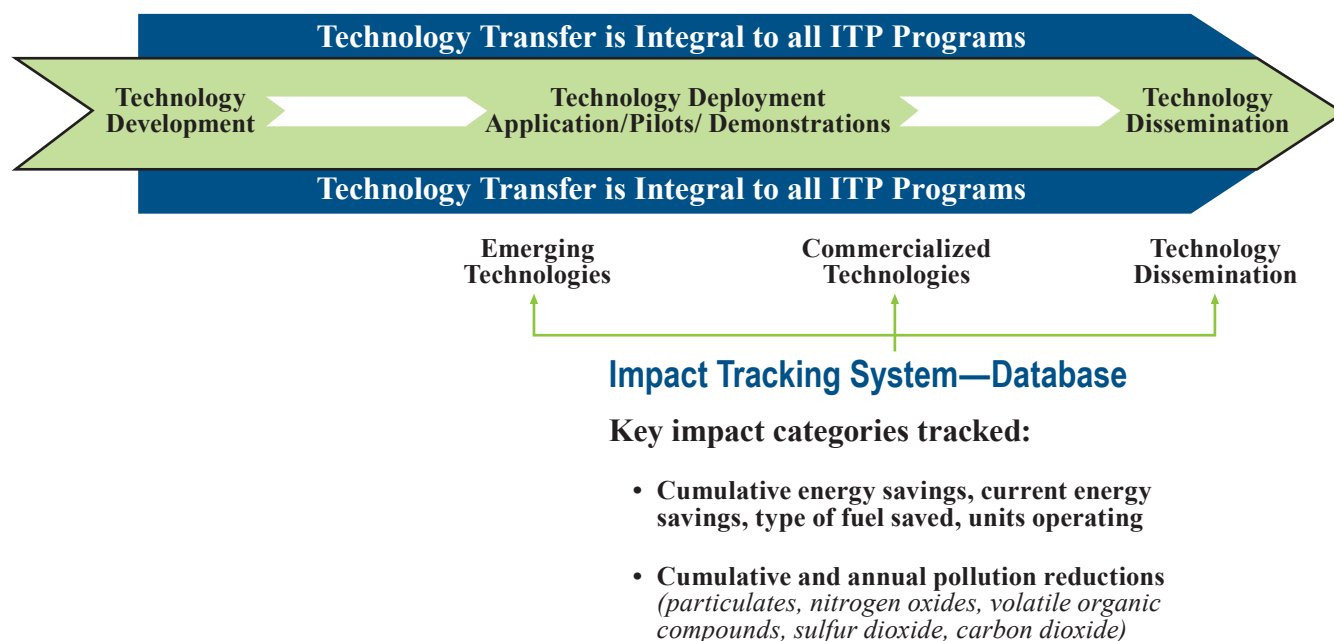 Technology Transfer is Integral to all ITP Programs
Technology
Development
Technology Deployment
Application/Pilots/ Demonstrations
Technology
Dissemination
Technology Transfer is Integral to all ITP Programs
Emerging
Technologies
Commercialized
Technologies
Technology
Dissemination
Impact Tracking System—Database
Key impact categories tracked:
• Cumulative energy savings, current energy
savings, type of fuel saved, units operating
• Cumulative and annual pollution reductions
(particulates, nitrogen oxides, volatile organic
compounds, sulfur dioxide, carbon dioxide)